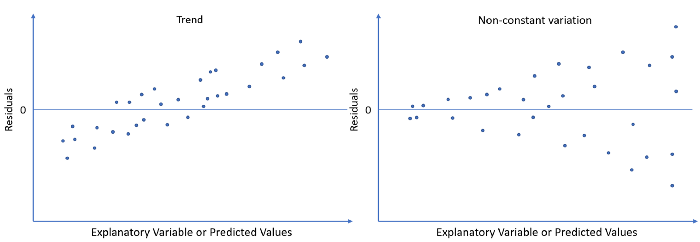 Trend
Residuals
0
Explanatory Variable or Predicted Values
Non-constant variation
Residuals
0
Explanatory Variable or Predicted Values